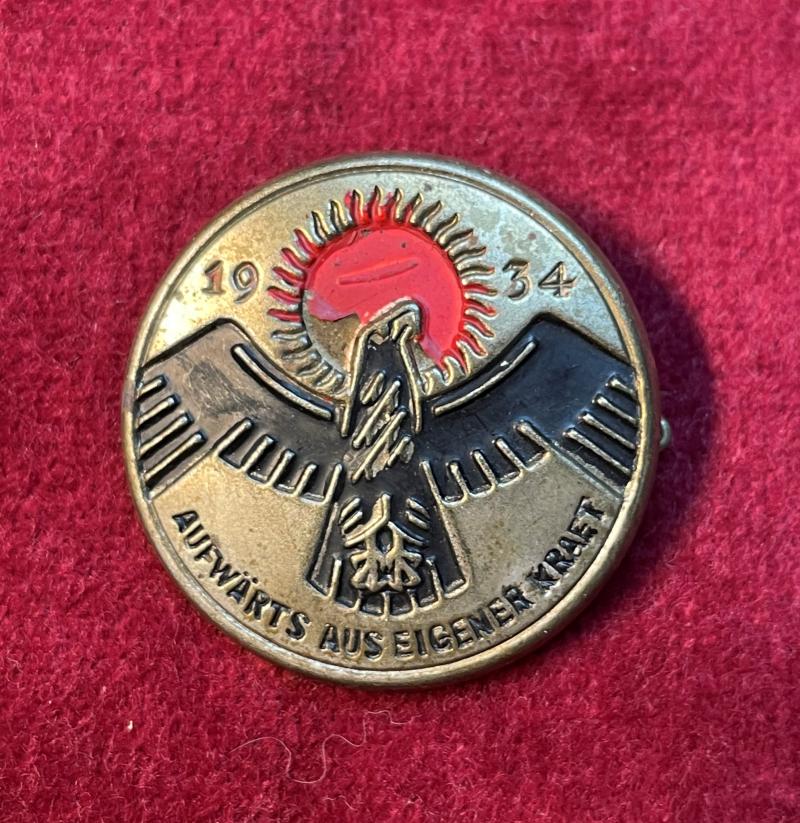 1934
AUFWÄRTS AUS EIGENER KRAFT